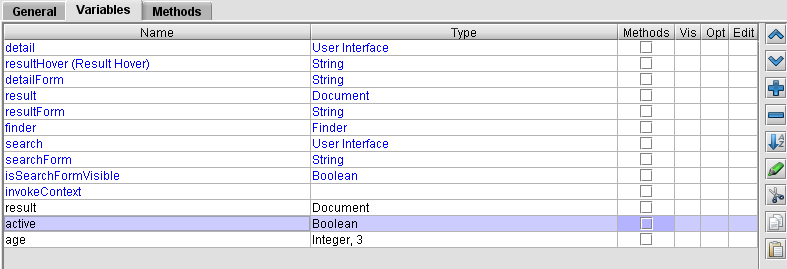 General Variables Methods
Name Type Methods Vis Opt Edit
detail User Interface
resultHover (Result Hover) String
detailForm String
result Document
resultForm String
finder Finder
search User Interface
searchForm String
isSearchFormVisible Boolean
invokeContext
result Document
active Boolean
age Integer, 3